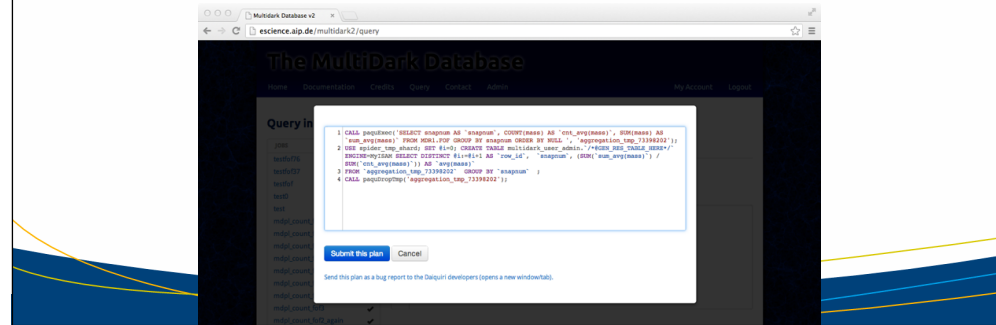 Multidark Database v2
escience.aip.de/multidark2/query
The MultiDark Database
Home Documentation Credits Query Contact Admin My Account Logout
Query in
1 CALL paquExec('SELECT snapnum AS `snapnum`, COUNT(mass) AS `cnt_avg(mass)`, SUM(mass) AS
`sum_avg(mass)` FROM MDR1.FOF GROUP BY snapnum ORDER BY NULL ', 'aggregation_tmp_73398202');
2 USE spider_tmp_shard; SET @i=0; CREATE TABLE multidark_user_admin.`/*@GEN_RES_TABLE_HERE*/`
ENGINE=MyISAM SELECT DISTINCT @i:=@i+1 AS `row_id`, `snapnum`, (SUM(`sum_avg(mass)`) /
SUM(`cnt_avg(mass)`)) AS `avg(mass)`
3 FROM `aggregation_tmp_73398202` GROUP BY `snapnum` ;
4 CALL paquDropTmp('aggregation_tmp_73398202');
Submit this plan Cancel
Send this plan as a bug report to the Daiquiri developers (opens a new window/tab).
mdpl_count_fof2
mdpl_count_fof2_again